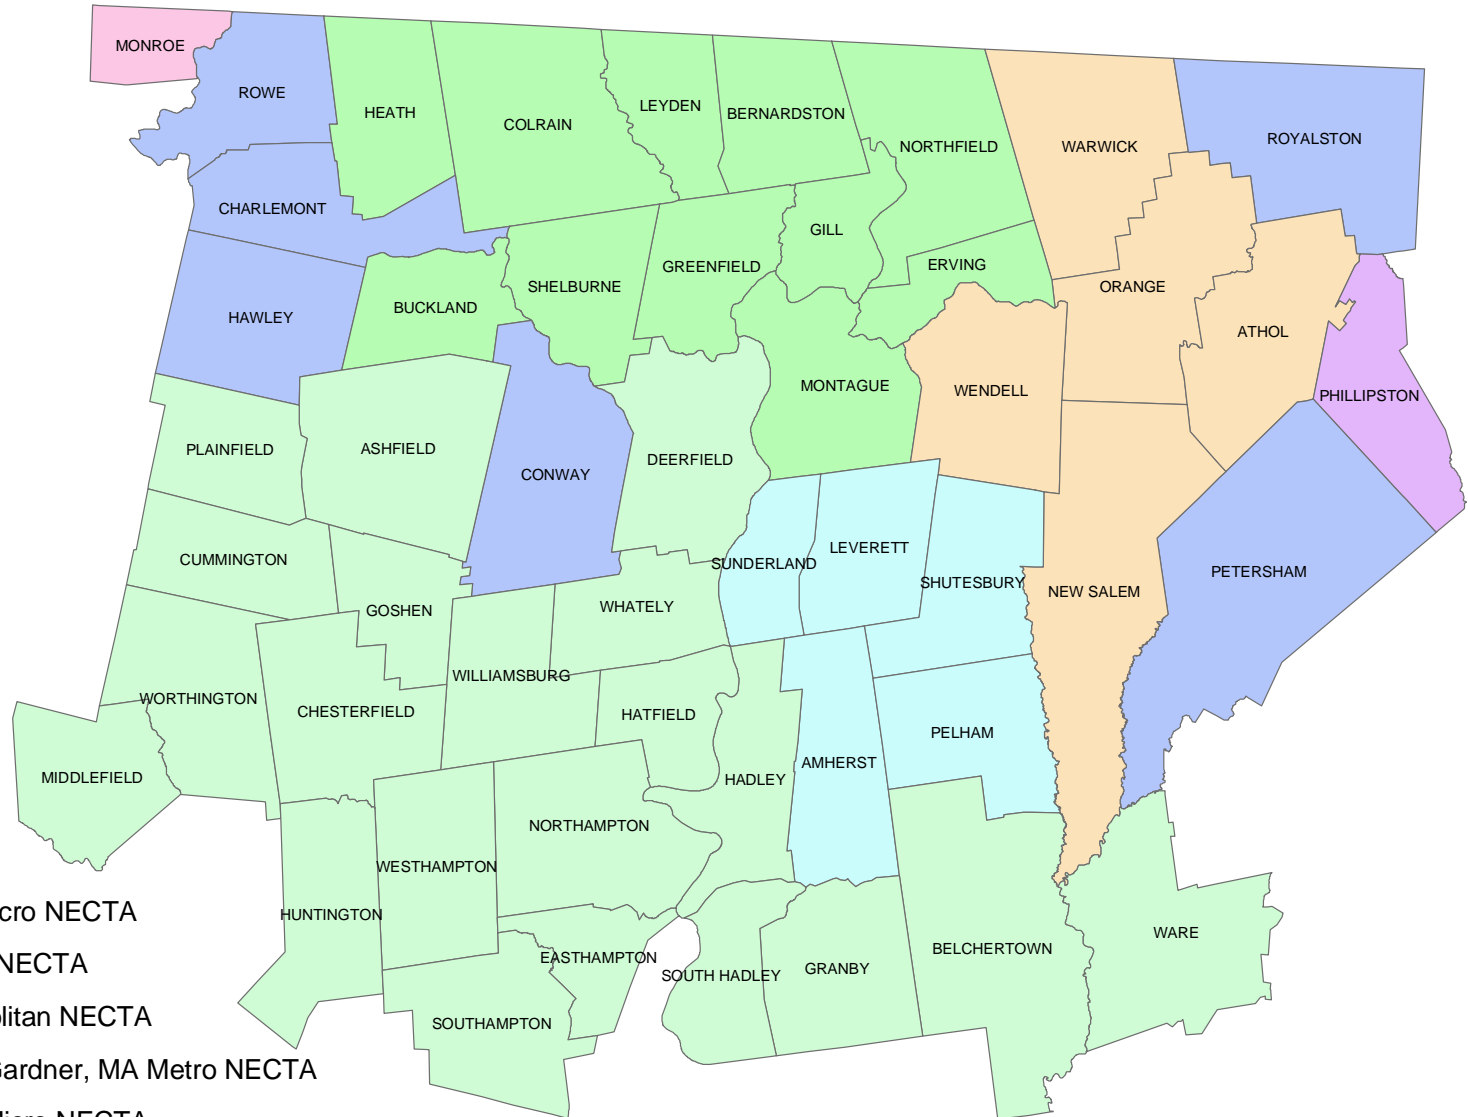 MONROE
ROWE
HEATH
COLRAIN
LEYDEN
BERNARDSTON
NORTHFIELD
WARWICK
ROYALSTON
CHARLEMONT
GILL
SHELBURNE
GREENFIELD
ERVING
ORANGE
HAWLEY
BUCKLAND
ATHOL
MONTAGUE
WENDELL
PHILLIPSTON
PLAINFIELD
ASHFIELD
CONWAY
DEERFIELD
CUMMINGTON
SUNDERLAND
LEVERETT
SHUTESBURY
NEW SALEM
PETERSHAM
GOSHEN
WHATELY
WORTHINGTON
CHESTERFIELD
WILLIAMSBURG
HATFIELD
PELHAM
MIDDLEFIELD
HADLEY
AMHERST
NORTHAMPTON
WESTHAMPTON
HUNTINGTON
EASTHAMPTON
SOUTH HADLEY
GRANBY
BELCHERTOWN
WARE
SOUTHAMPTON
NECTA
NECTA
NECTA
Gardner, MA Metro NECTA
NECTA